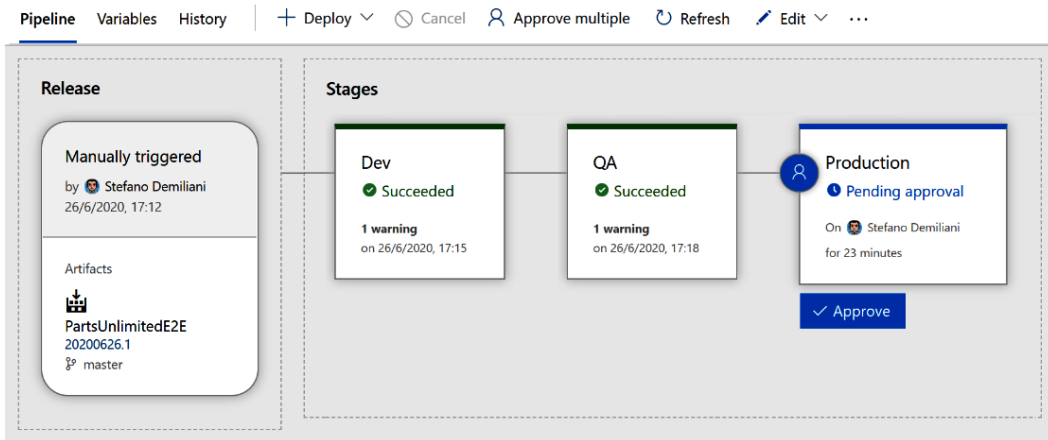 Pipeline Variables History Deploy Cancel Approve multiple Refresh Edit ...
Release
Manually triggered
by Stefano Demiliani
26/6/2020, 17:12
Artifacts
PartsUnlimitedE2E
20200626.1
master
Stages
Dev
Succeeded
1 warning
on 26/6/2020, 17:15
QA
Succeeded
1 warning
on 26/6/2020, 17:18
Production
Pending approval
On Stefano Demiliani
for 23 minutes
Approve